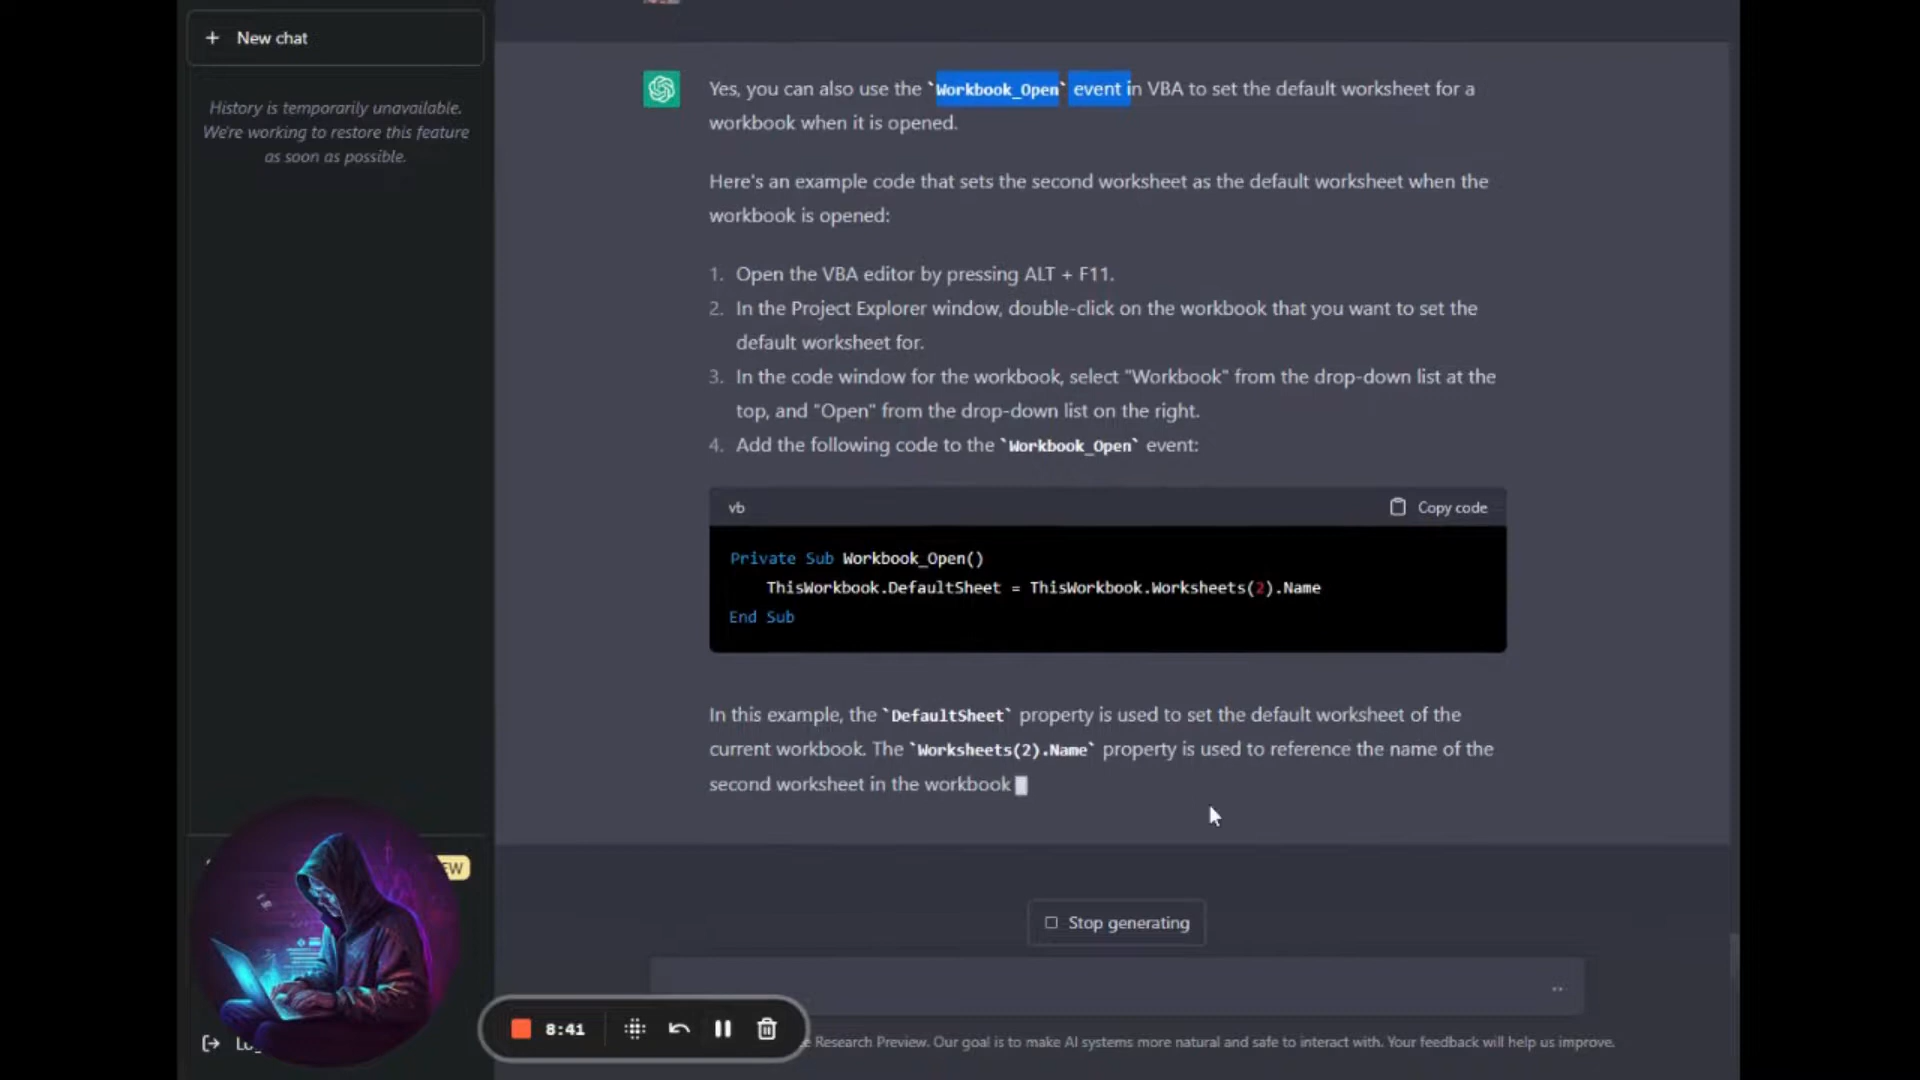 + New chat
History is temporarily unavailable.
We're working to restore this feature
as soon as possible.
Yes, you can also use the `Workbook_Open` event in VBA to set the default worksheet for a
workbook when it is opened.
Here's an example code that sets the second worksheet as the default worksheet when the
workbook is opened:
1. Open the VBA editor by pressing ALT + F11.
2. In the Project Explorer window, double-click on the workbook that you want to set the
default worksheet for.
3. In the code window for the workbook, select "Workbook" from the drop-down list at the
top, and "Open" from the drop-down list on the right.
4. Add the following code to the `Workbook_Open` event:
vb Copy code
Private Sub Workbook_Open()
ThisWorkbook.DefaultSheet = ThisWorkbook.Worksheets(2).Name
End Sub
In this example, the `DefaultSheet` property is used to set the default worksheet of the
current workbook. The `Worksheets(2).Name` property is used to reference the name of the
second worksheet in the workbook
Stop generating
8:41
Research Preview. Our goal is to make AI systems more natural and safe to interact with. Your feedback will help us improve.